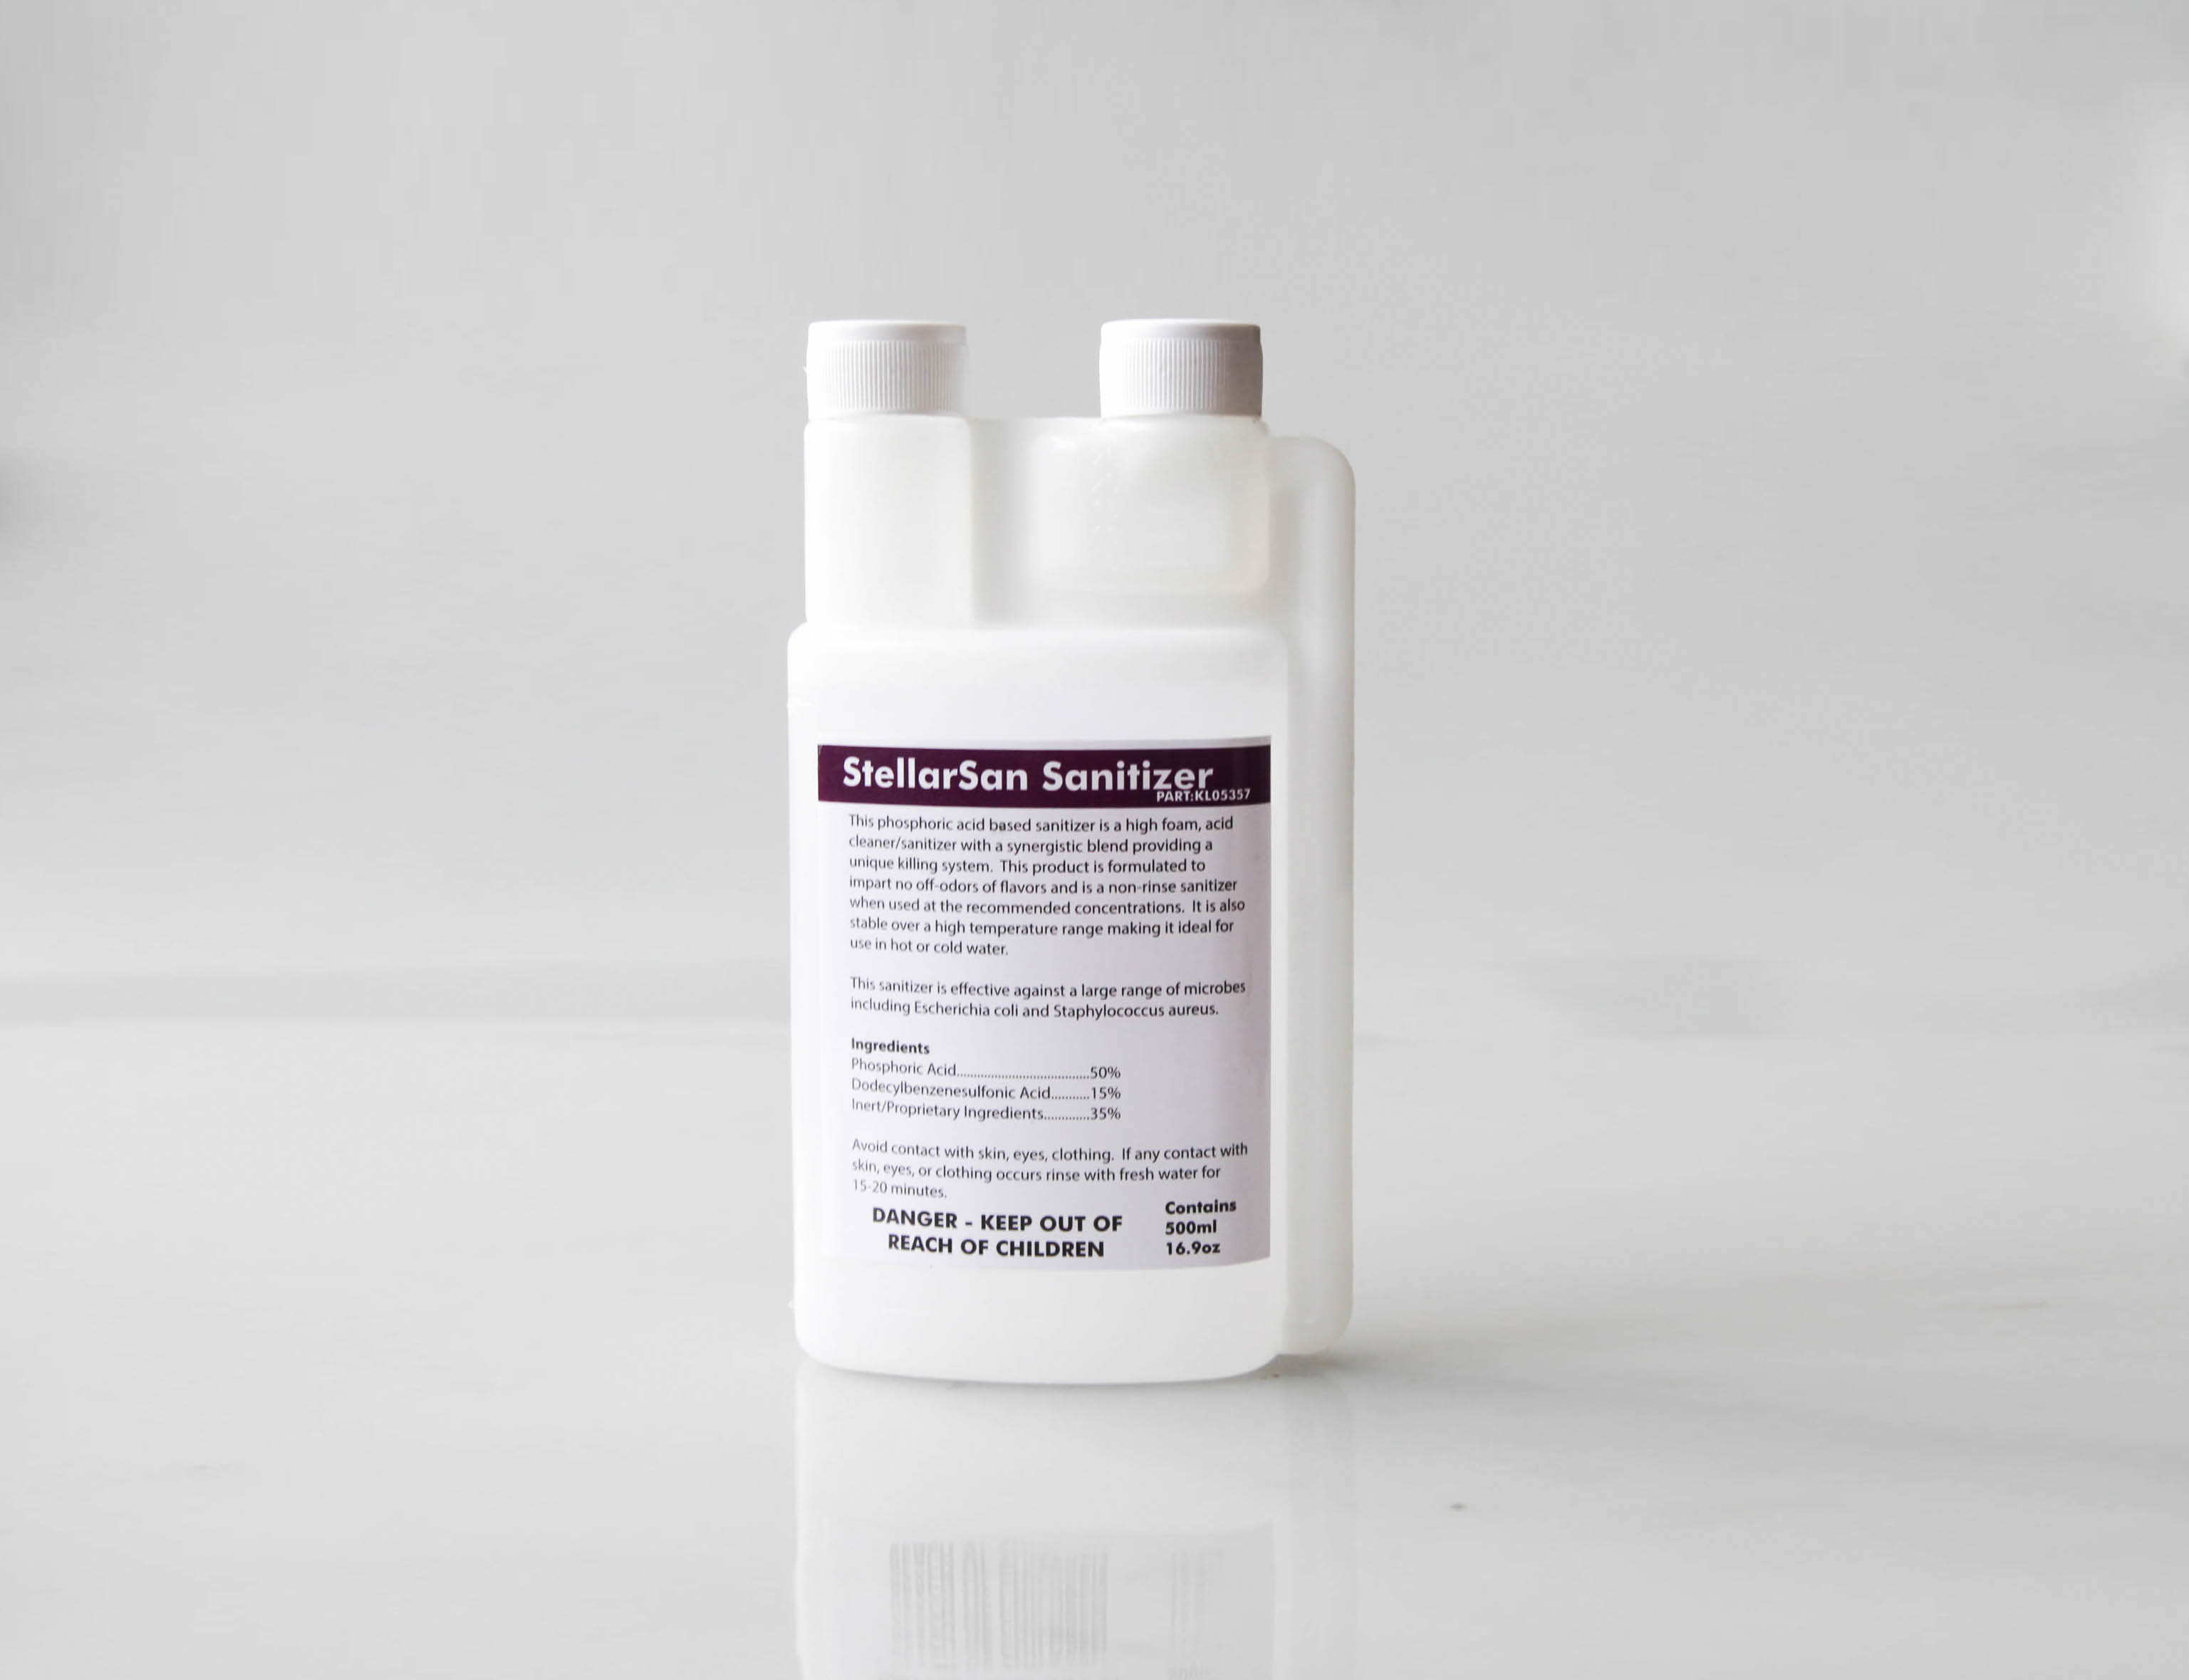 StellarSan Sanitizer
PART:KL05357
This phosphoric acid based sanitizer is a high foam, acid
cleaner/sanitizer with a synergistic blend providing a
unique killing system. This product is formulated to
impart no off-odors of flavors and is a non-rinse sanitizer
when used at the recommended concentrations. It is also
stable over a high temperature range making it ideal for
use in hot or cold water.
This sanitizer is effective against a large range of microbes
including Escherichia coli and Staphylococcus aureus.
Ingredients
Phosphoric Acid.......................................50%
Dodecylbenzenesulfonic Acid...........15%
Inert/Proprietary Ingredients.............35%
Avoid contact with skin, eyes, clothing. If any contact with
skin, eyes, or clothing occurs rinse with fresh water for
15-20 minutes.
DANGER - KEEP OUT OF
REACH OF CHILDREN
Contains
500ml
16.9oz